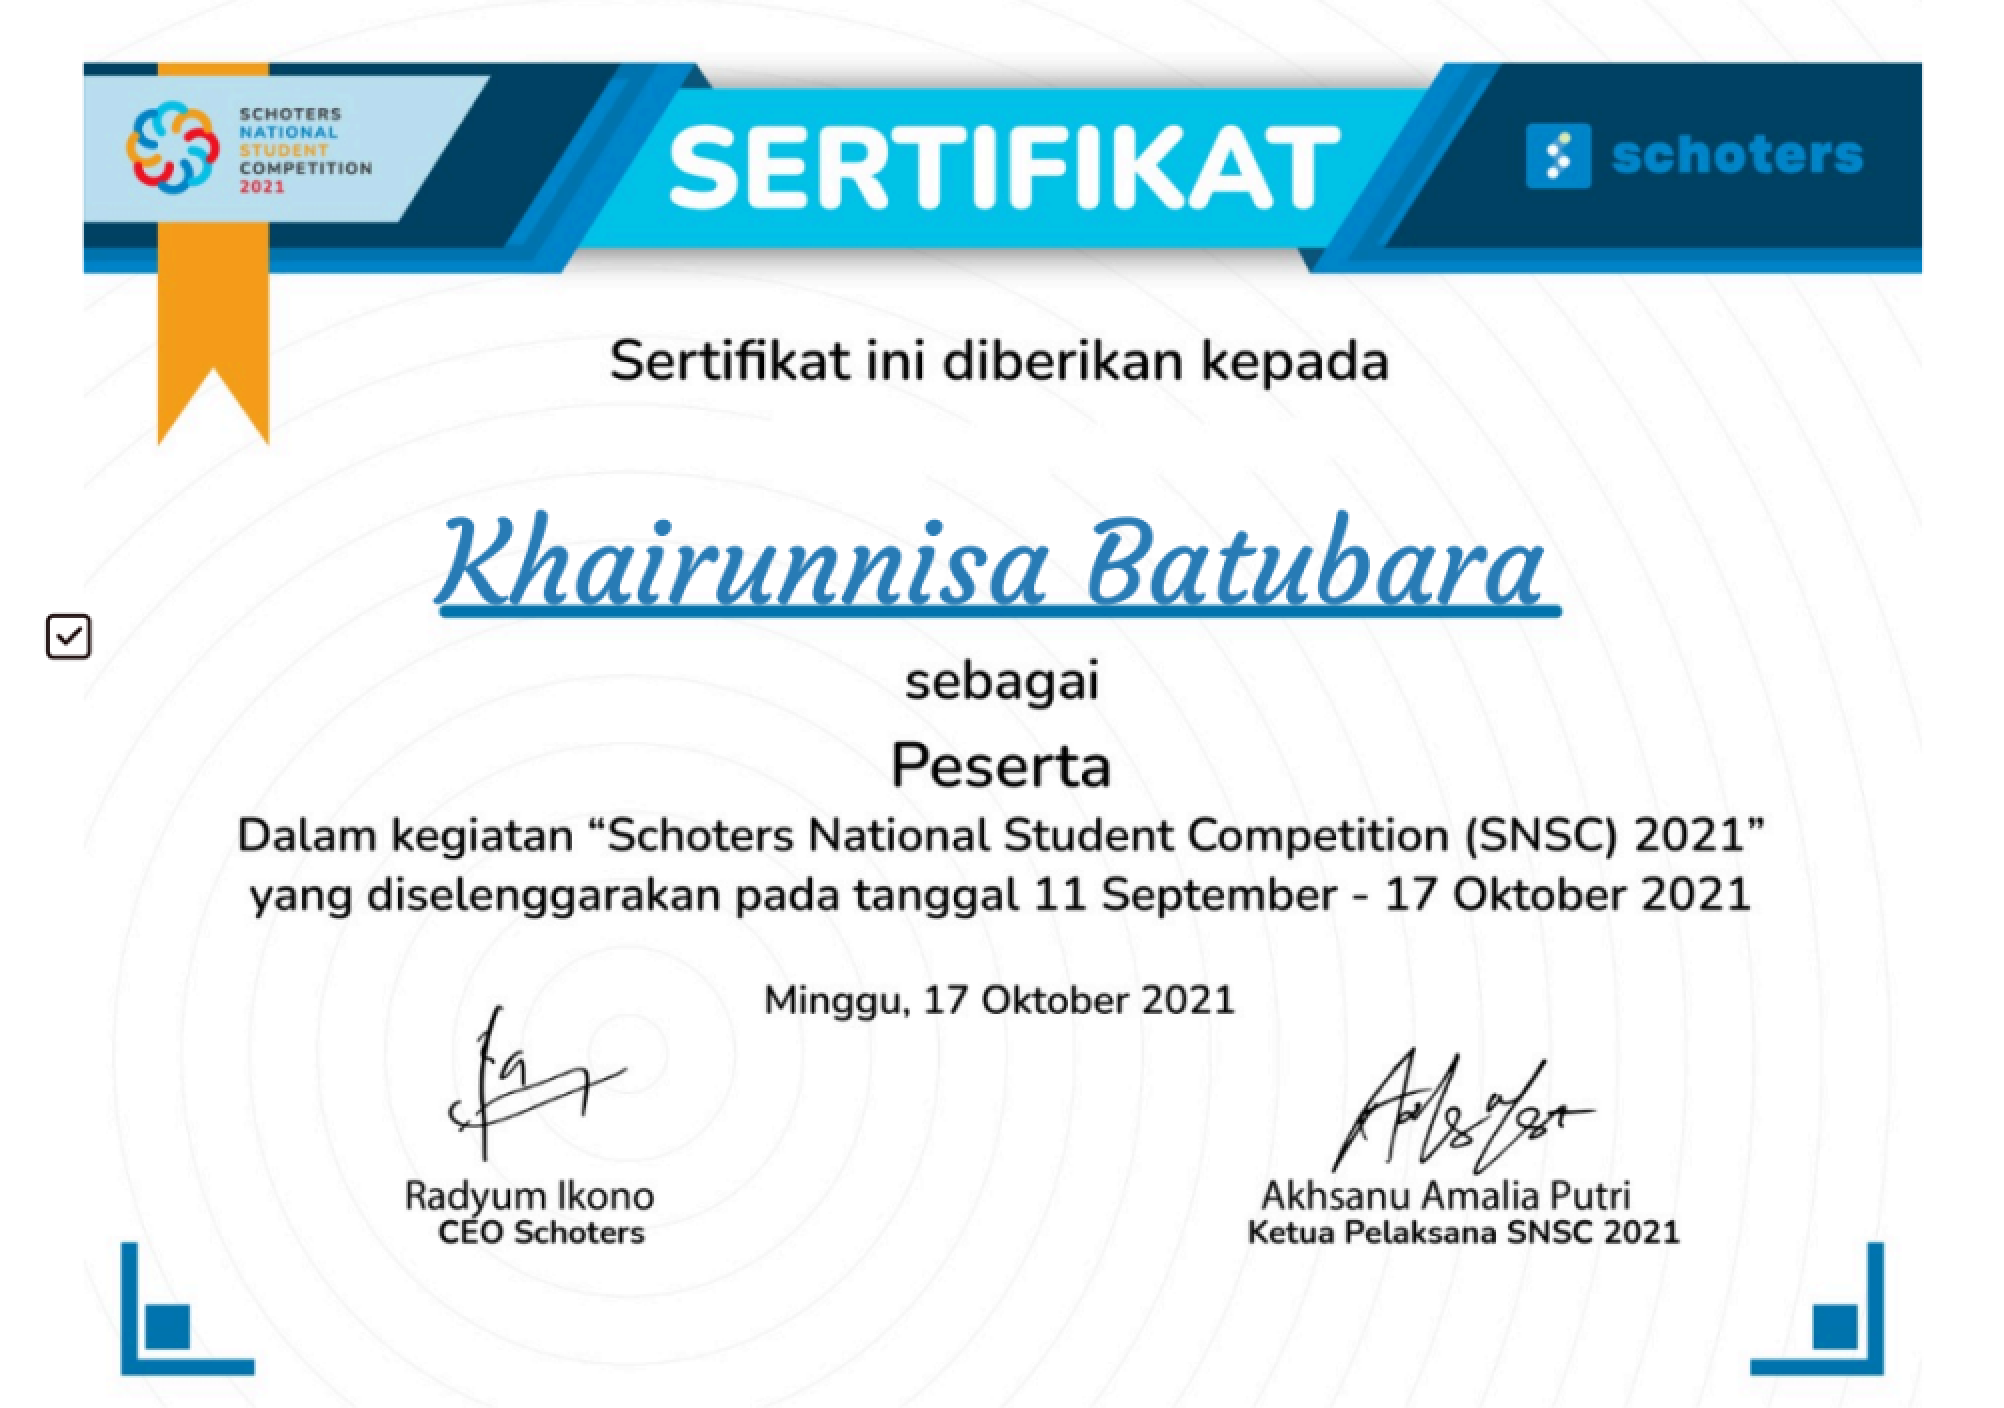 SCHOTERS
NATIONAL
STUDENT
COMPETITION
2021
SERTIFIKAT
schoters
Sertifikat ini diberikan kepada
Khairunnisa Batubara
sebagai
Peserta
Dalam kegiatan “Schoters National Student Competition (SNSC) 2021”
yang diselenggarakan pada tanggal 11 September - 17 Oktober 2021
Minggu, 17 Oktober 2021
Radyum Ikono
CEO Schoters
Akhsanu Amalia Putri
Ketua Pelaksana SNSC 2021